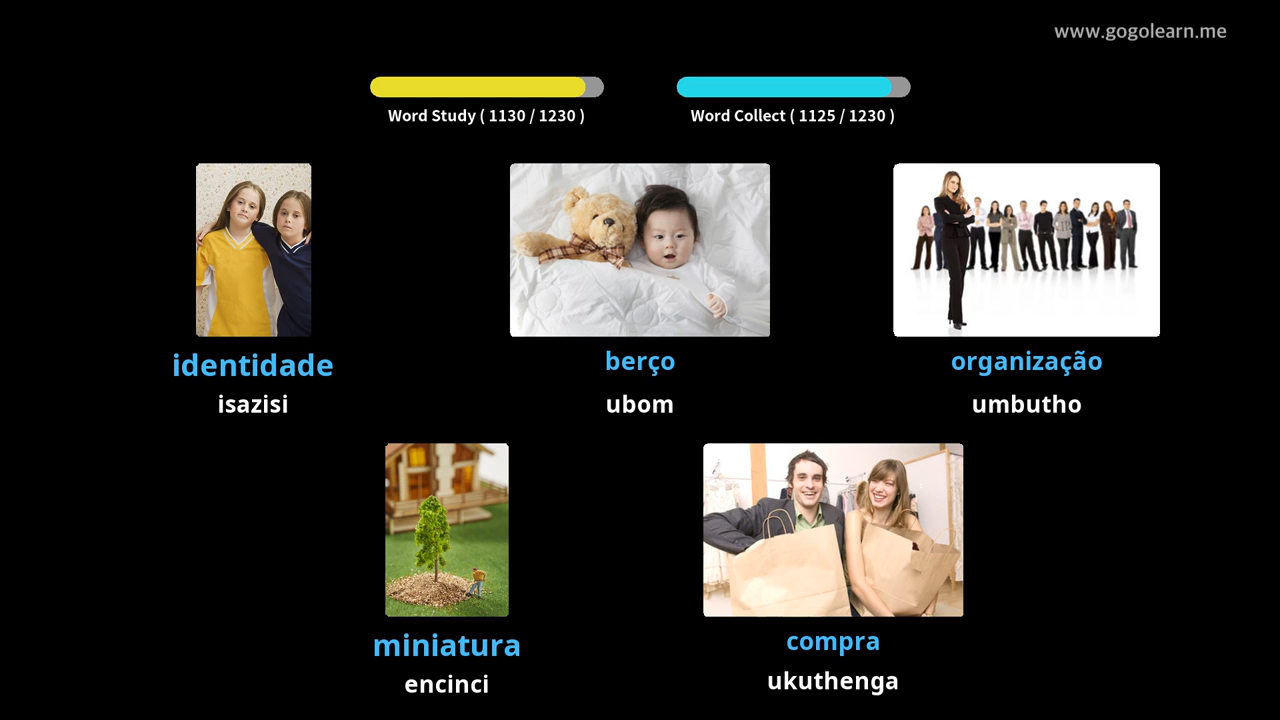 www.gogolearn.me
Word Study ( 1130 / 1230 )
Word Collect ( 1125 / 1230 )
identidade
isazisi
berço
ubom
organização
umbutho
miniatura
encinci
compra
ukuthenga